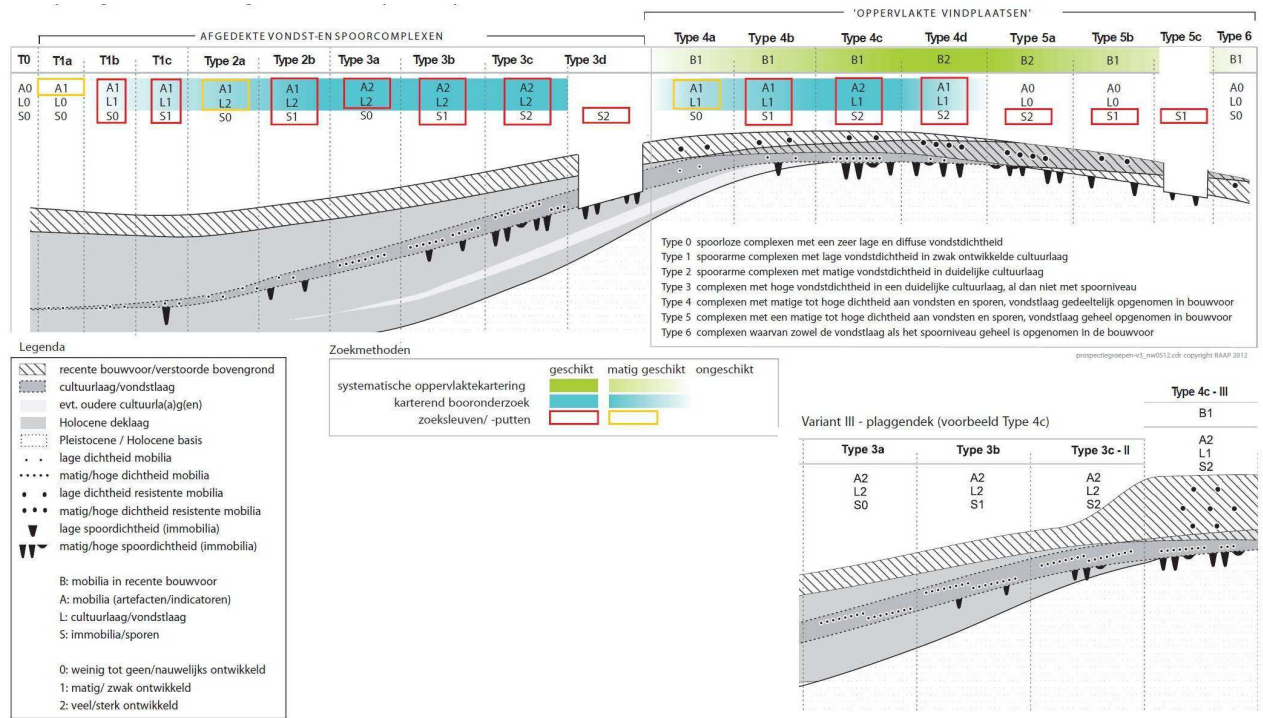 'OPPERVLAKTE VINDPLAATSEN'
AFGEDEKTE VONDST-EN SPOORCOMPLEXEN
T0 T1a T1b T1c Type 2a Type 2b Type 3a Type 3b Type 3c Type 3d Type 4a Type 4b Type 4c Type 4d Type 5a Type 5b Type 5c Type 6
B1 B1 B1 B2 B2 B1 B1
A0 A1 A1 A1 A1 A1 A2 A2 A2 A1 A1 A2 A1 A0 A0 A0
L0 L0 L1 L1 L2 L2 L2 L2 L2 L1 L1 L1 L1 L0 L0 L0
S0 S0 S0 S1 S0 S1 S0 S1 S2 S2 S0 S1 S2 S2 S2 S1 S1 S0
Type 0 spoorloze complexen met een zeer lage en diffuse vondstdichtheid
Type 1 spoorarme complexen met lage vondstdichtheid in zwak ontwikkelde cultuurlaag
Type 2 spoorarme complexen met matige vondstdichtheid in duidelijke cultuurlaag
Type 3 complexen met hoge vondstdichtheid in een duidelijke cultuurlaag, al dan niet met spoorniveau
Type 4 complexen met matige tot hoge dichtheid aan vondsten en sporen, vondstlaag gedeeltelijk opgenomen in bouwvoor
Type 5 complexen met een matige tot hoge dichtheid aan vondsten en sporen, vondstlaag geheel opgenomen in bouwvoor
Type 6 complexen waarvan zowel de vondstlaag als het spoorniveau geheel is opgenomen in de bouwvoor
prospectiegroepen-v3_nw0512.cdr copyright RAAP 2012
Legenda
recente bouwvoor/verstoorde bovengrond
cultuurlaag/vondstlaag
evt. oudere cultuurla(a)g(en)
Holocene deklaag
Pleistocene / Holocene basis
lage dichtheid mobilia
matig/hoge dichtheid mobilia
lage dichtheid resistente mobilia
matig/hoge dichtheid resistente mobilia
lage spoordichtheid (immobilia)
matig/hoge spoordichtheid (immobilia)
B: mobilia in recente bouwvoor
A: mobilia (artefacten/indicatoren)
L: cultuurlaag/vondstlaag
S: immobilia/sporen
0: weinig tot geen/nauwelijks ontwikkeld
1: matig/ zwak ontwikkeld
2: veel/sterk ontwikkeld
Zoekmethoden
geschikt matig geschikt ongeschikt
systematische oppervlaktekartering
karterend booronderzoek
zoeksleuven/ -putten
Variant III - plaggendek (voorbeeld Type 4c)
Type 4c - III
B1
A2
L1
S2
Type 3a Type 3b Type 3c - II
A2 A2 A2
L2 L2 L2
S0 S1 S2